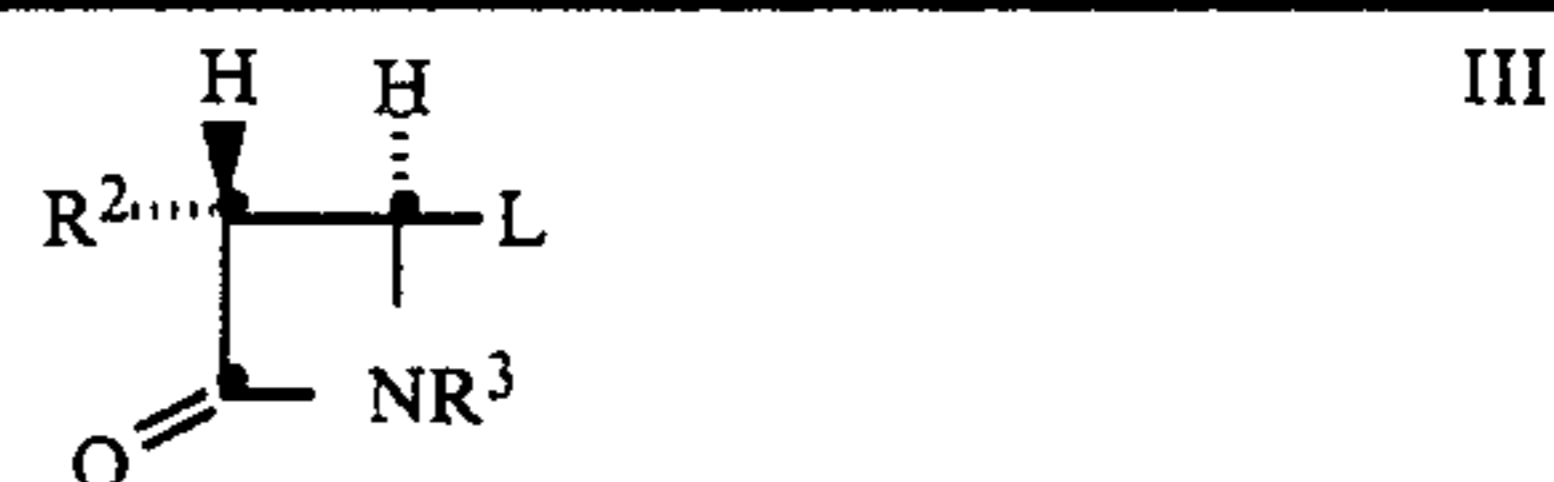 H H III
R² L
NR³
O